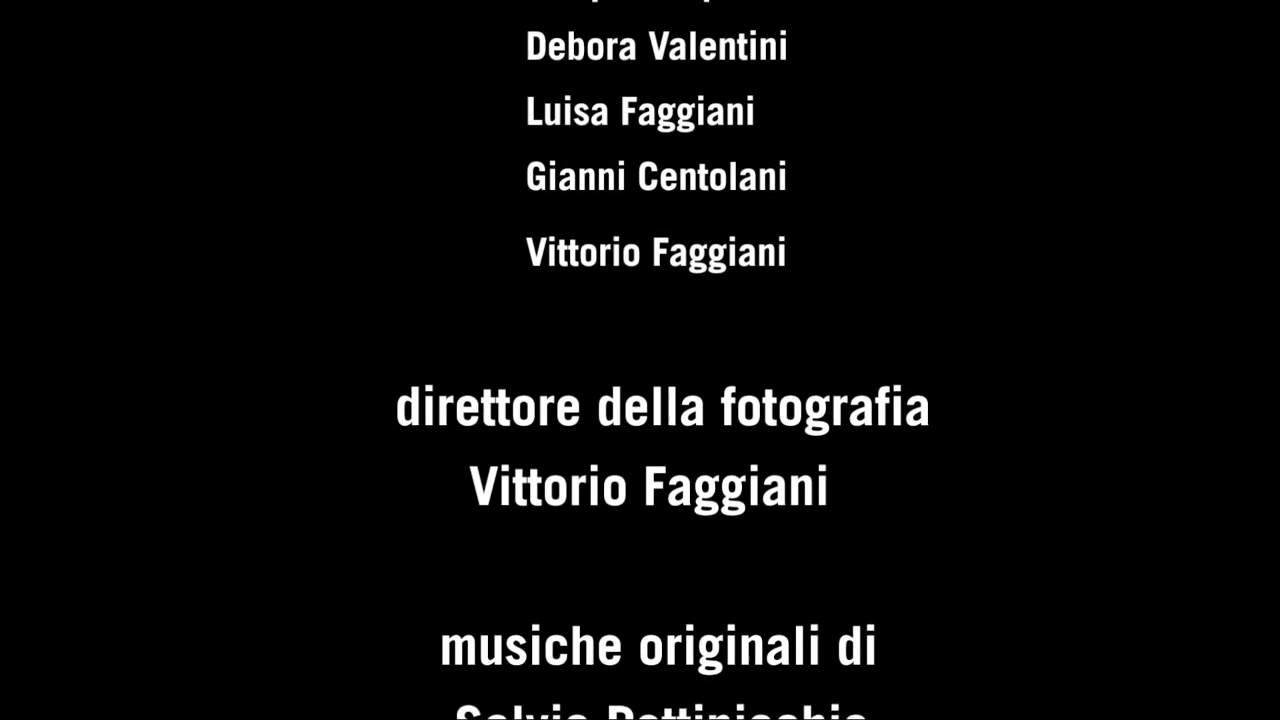 Debora Valentini
Luisa Faggiani
Gianni Centolani
Vittorio Faggiani
direttore della fotografia
Vittorio Faggiani
musiche originali di